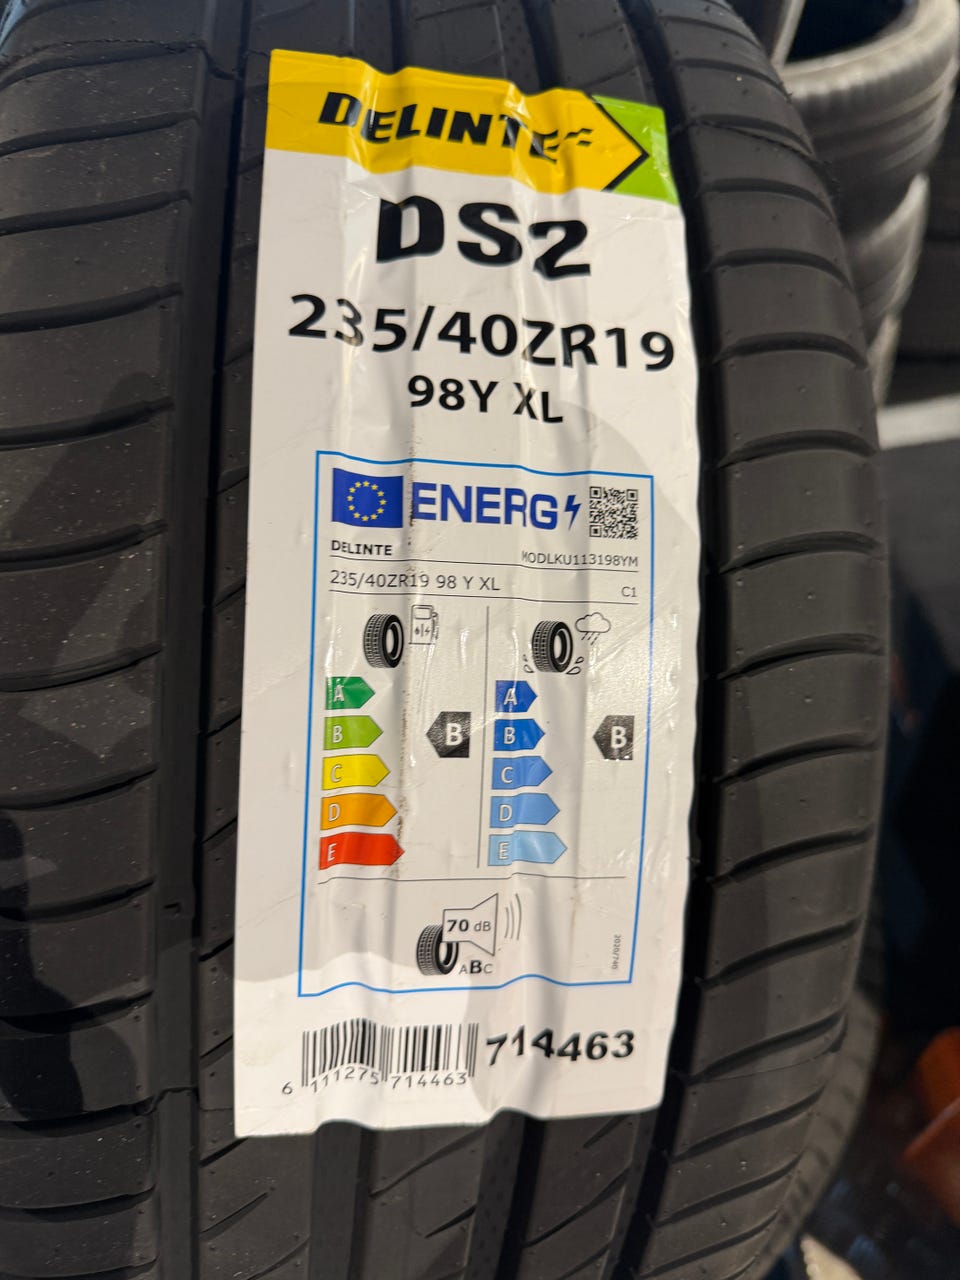 DELINTE
DS2
235/40ZR19
98Y XL
ENERG
DELINTE MODLKU113198YM
235/40ZR19 98 Y XL C1
A A
B B B B
C C
D D
E E
70 dB
ABC
2020/740
714463
6 111275 714463